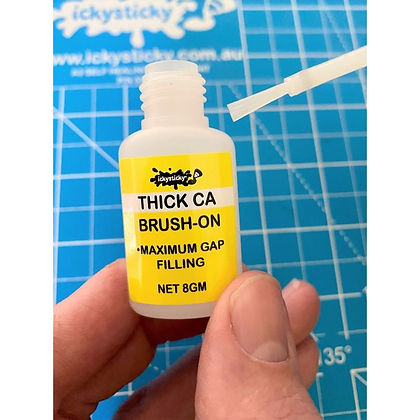 ickysticky
www.ickysticky.com.au
ickysticky
THICK CA
BRUSH-ON
•MAXIMUM GAP
FILLING
NET 8GM
35°